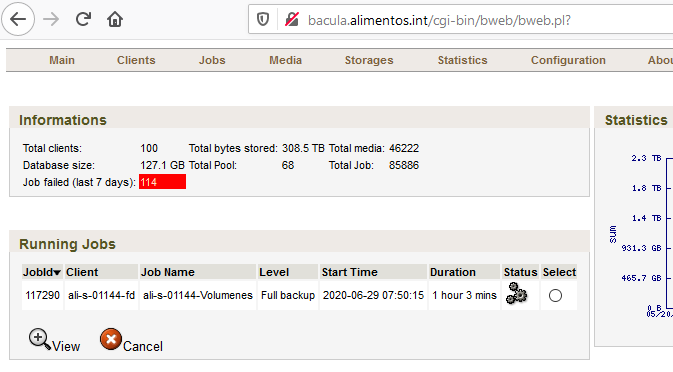 bacula.alimentos.int/cgi-bin/bweb/bweb.pl?
Main Clients Jobs Media Storages Statistics Configuration Abou
Informations
Total clients: 100 Total bytes stored: 308.5 TB Total media: 46222
Database size: 127.1 GB Total Pool: 68 Total Job: 85886
Job failed (last 7 days): 114
Running Jobs
JobId Client Job Name Level Start Time Duration Status Select
117290 ali-s-01144-fd ali-s-01144-Volumenes Full backup 2020-06-29 07:50:15 1 hour 3 mins
View Cancel
Statistics
2.3 TB
1.8 TB
1.4 TB
sum
931.3 GB
465.7 GB
0 B
05/20/